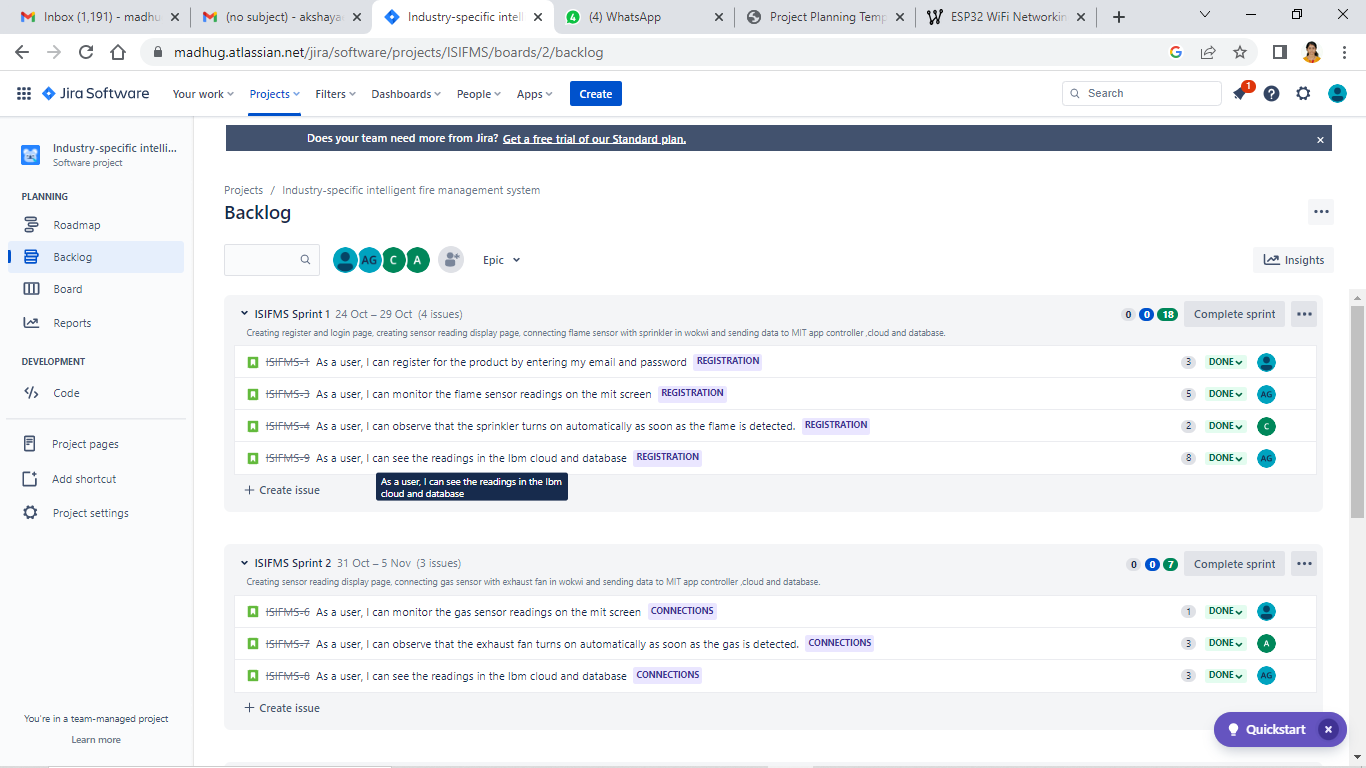 Inbox (1,191) - madhu
(no subject) - akshaya
Industry-specific intell
(4) WhatsApp
Project Planning Temp
ESP32 WiFi Networkin
madhug.atlassian.net/jira/software/projects/ISIFMS/boards/2/backlog
Jira Software
Your work
Projects
Filters
Dashboards
People
Apps
Create
Search
1
Does your team need more from Jira? Get a free trial of our Standard plan.
Industry-specific intelli...
Software project
PLANNING
Roadmap
Backlog
Board
Reports
DEVELOPMENT
Code
Project pages
Add shortcut
Project settings
You're in a team-managed project
Learn more
Projects / Industry-specific intelligent fire management system
Backlog
AG C A
Epic
Insights
ISIFMS Sprint 1 24 Oct – 29 Oct (4 issues) 0 0 18 Complete sprint
Creating register and login page, creating sensor reading display page, connecting flame sensor with sprinkler in wokwi and sending data to MIT app controller ,cloud and database.
ISIFMS-1 As a user, I can register for the product by entering my email and password REGISTRATION 3 DONE
ISIFMS-3 As a user, I can monitor the flame sensor readings on the mit screen REGISTRATION 5 DONE AG
ISIFMS-4 As a user, I can observe that the sprinkler turns on automatically as soon as the flame is detected. REGISTRATION 2 DONE C
ISIFMS-9 As a user, I can see the readings in the Ibm cloud and database REGISTRATION 8 DONE AG
As a user, I can see the readings in the Ibm
cloud and database
Create issue
ISIFMS Sprint 2 31 Oct – 5 Nov (3 issues) 0 0 7 Complete sprint
Creating sensor reading display page, connecting gas sensor with exhaust fan in wokwi and sending data to MIT app controller ,cloud and database.
ISIFMS-6 As a user, I can monitor the gas sensor readings on the mit screen CONNECTIONS 1 DONE
ISIFMS-7 As a user, I can observe that the exhaust fan turns on automatically as soon as the gas is detected. CONNECTIONS 3 DONE A
ISIFMS-8 As a user, I can see the readings in the Ibm cloud and database CONNECTIONS 3 DONE AG
Create issue
Quickstart